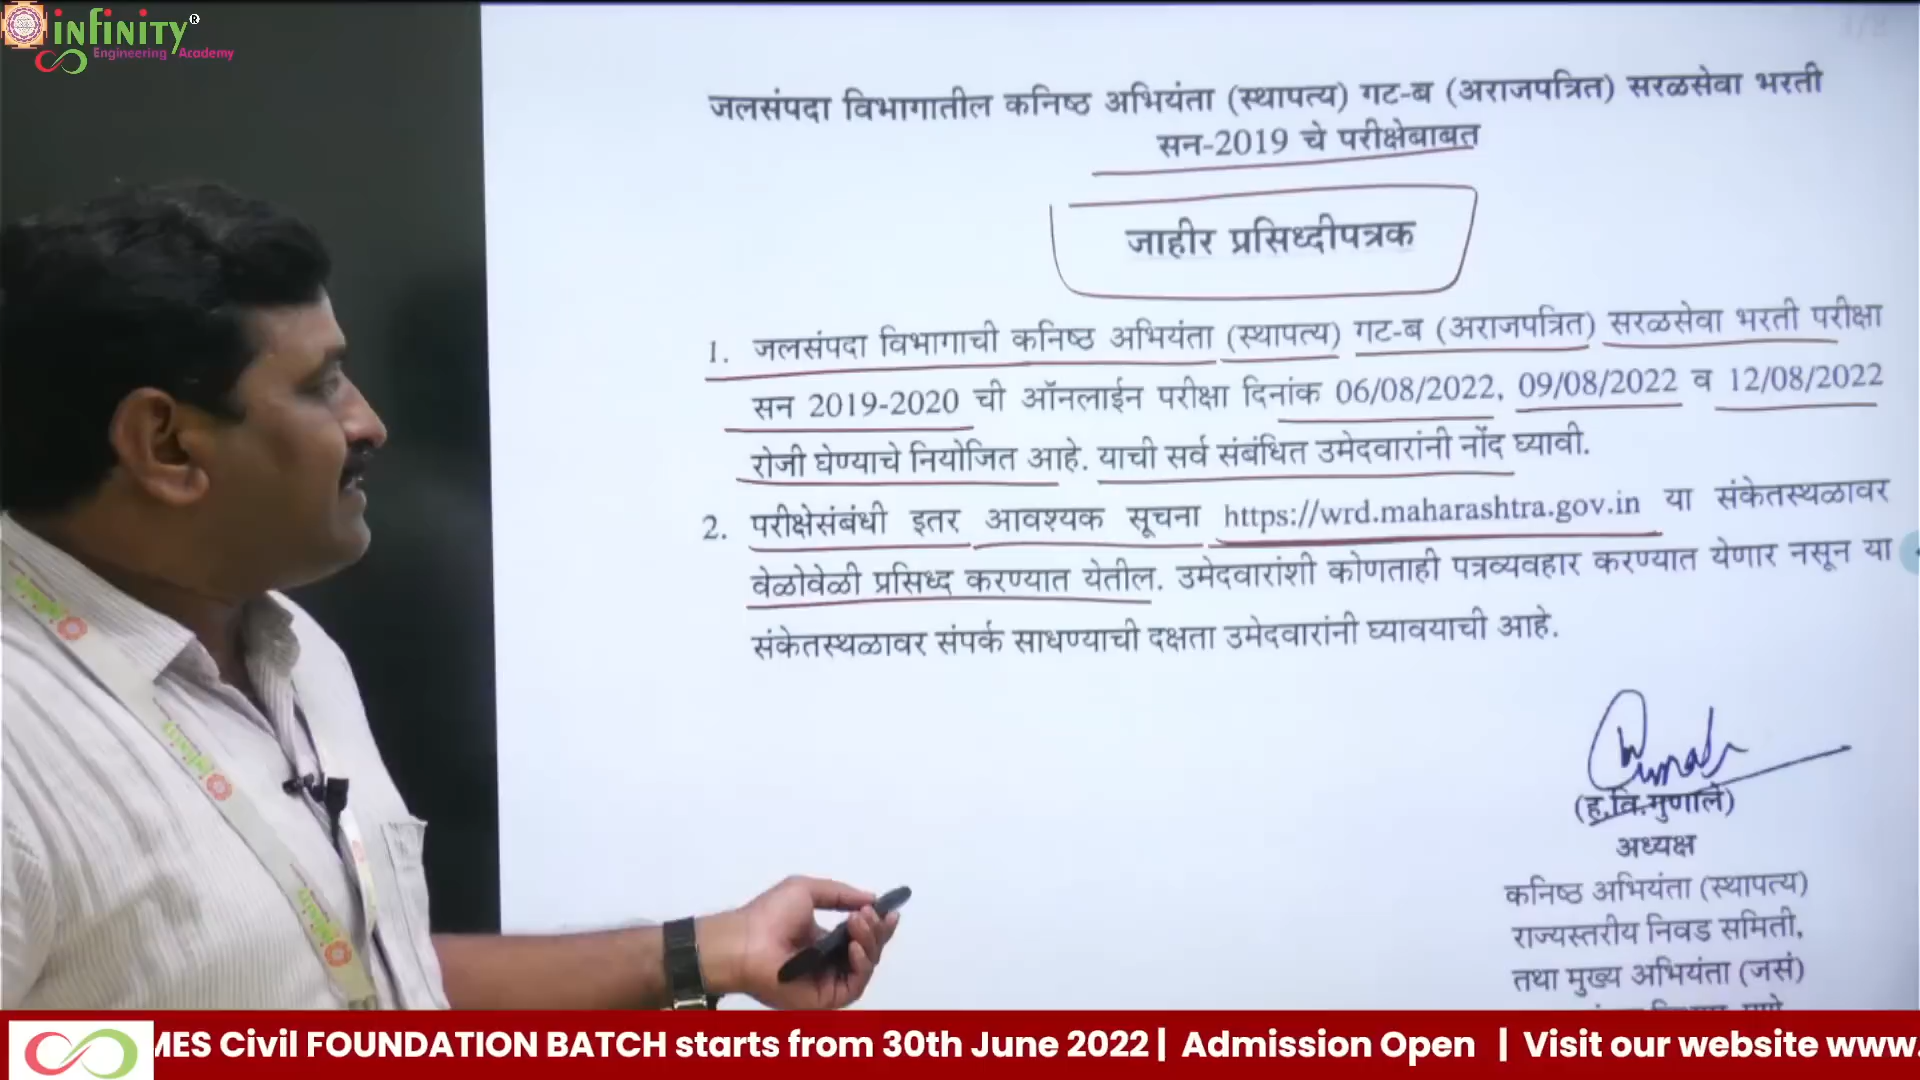 infinity®
Engineering Academy
जलसंपदा विभागातील कनिष्ठ अभियंता (स्थापत्य) गट-ब (अराजपत्रित) सरळसेवा भरती
सन-2019 चे परीक्षेबाबत
जाहीर प्रसिध्दीपत्रक
1. जलसंपदा विभागाची कनिष्ठ अभियंता (स्थापत्य) गट-ब (अराजपत्रित) सरळसेवा भरती परीक्षा
सन 2019-2020 ची ऑनलाईन परीक्षा दिनांक 06/08/2022, 09/08/2022 व 12/08/2022
रोजी घेण्याचे नियोजित आहे. याची सर्व संबंधित उमेदवारांनी नोंद घ्यावी.
2. परीक्षेसंबंधी इतर आवश्यक सूचना https://wrd.maharashtra.gov.in या संकेतस्थळावर
वेळोवेळी प्रसिध्द करण्यात येतील. उमेदवारांशी कोणताही पत्रव्यवहार करण्यात येणार नसून या
संकेतस्थळावर संपर्क साधण्याची दक्षता उमेदवारांनी घ्यावयाची आहे.
(ह.वि.मुणाले)
अध्यक्ष
कनिष्ठ अभियंता (स्थापत्य)
राज्यस्तरीय निवड समिती,
तथा मुख्य अभियंता (जसं)
infinity
infinity
MES Civil FOUNDATION BATCH starts from 30th June 2022 | Admission Open | Visit our website www.